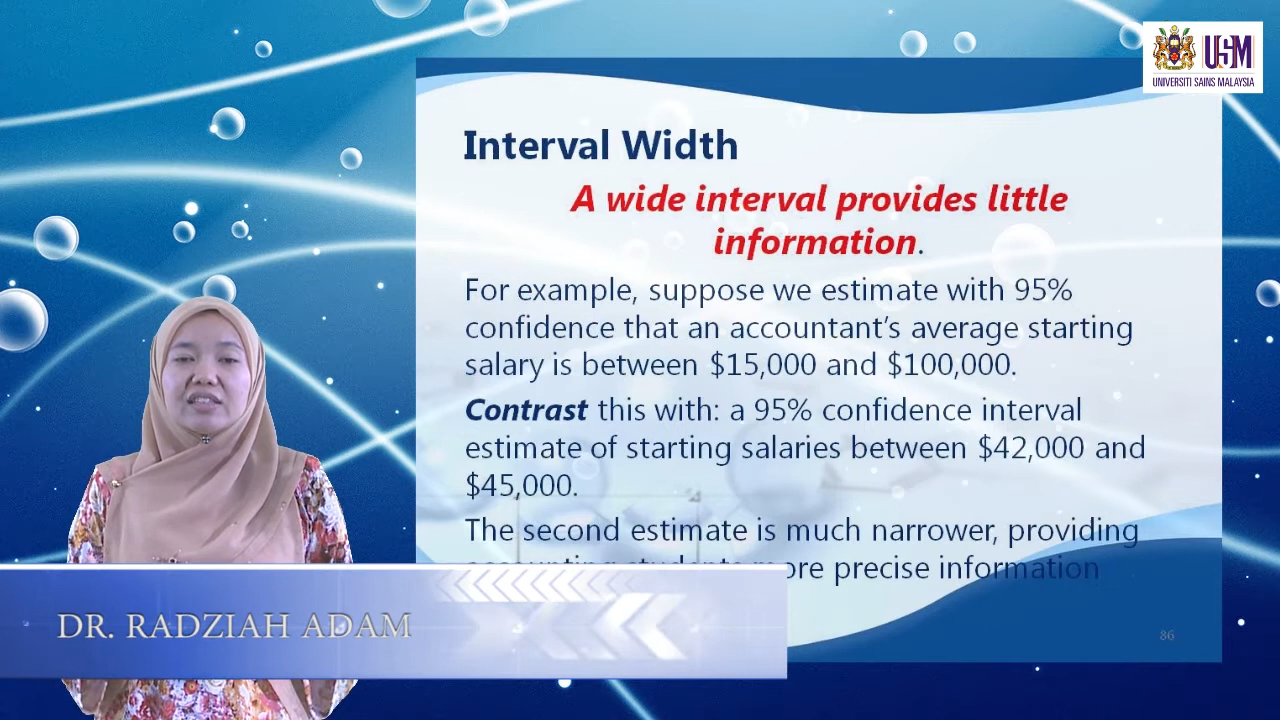 USM
UNIVERSITI SAINS MALAYSIA
Interval Width
A wide interval provides little
information.
For example, suppose we estimate with 95%
confidence that an accountant’s average starting
salary is between $15,000 and $100,000.
Contrast this with: a 95% confidence interval
estimate of starting salaries between $42,000 and
$45,000.
The second estimate is much narrower, providing
accounting students more precise information
DR. RADZIAH ADAM
86